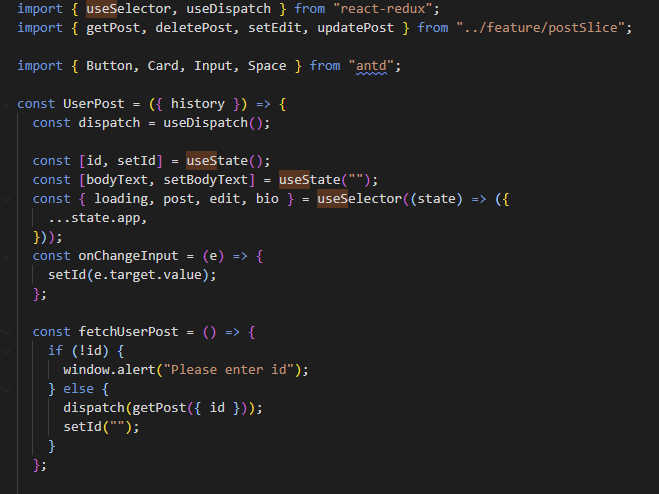 import { useSelector, useDispatch } from "react-redux";
import { getPost, deletePost, setEdit, updatePost } from "../feature/postSlice";
import { Button, Card, Input, Space } from "antd";
const UserPost = ({ history }) => {
const dispatch = useDispatch();
const [id, setId] = useState();
const [bodyText, setBodyText] = useState("");
const { loading, post, edit, bio } = useSelector((state) => ({
...state.app,
}));
const onChangeInput = (e) => {
setId(e.target.value);
};
const fetchUserPost = () => {
if (!id) {
window.alert("Please enter id");
} else {
dispatch(getPost({ id }));
setId("");
}
};